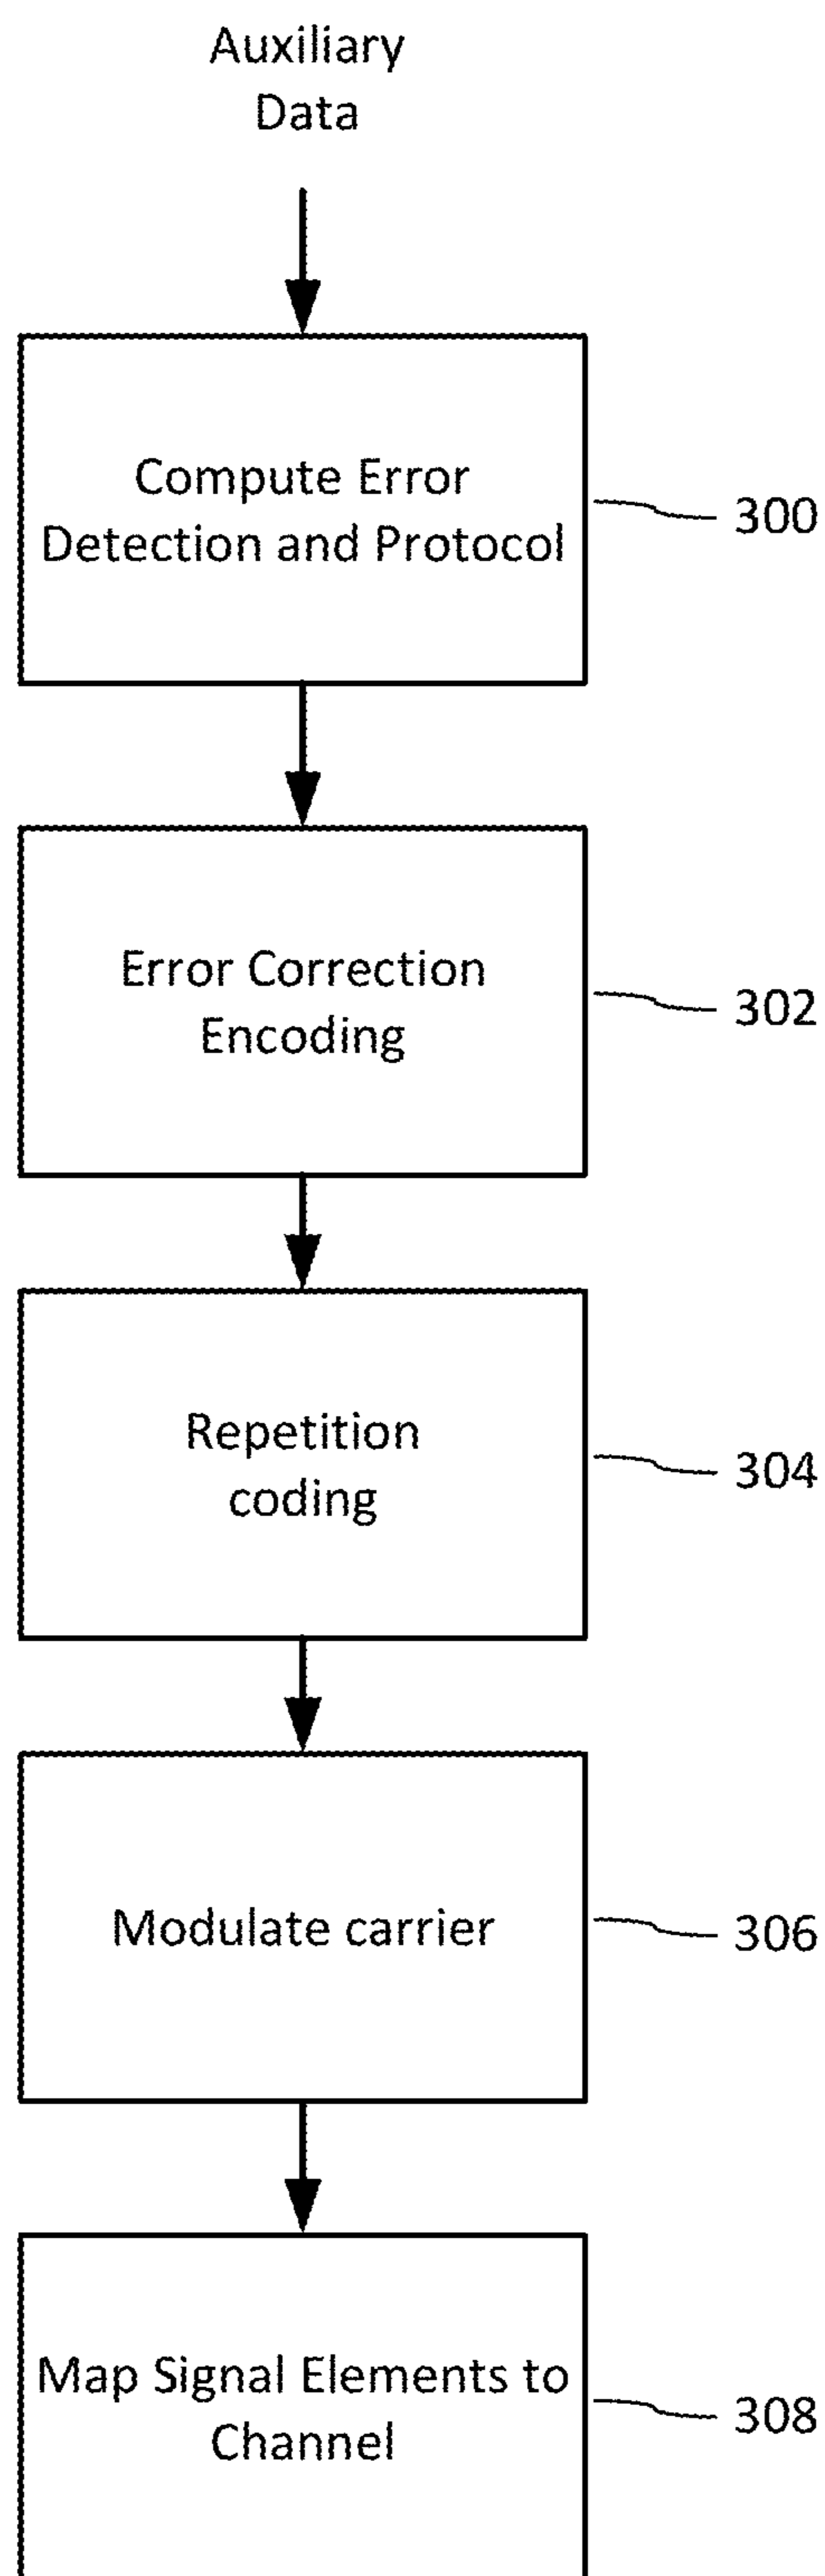 Auxiliary
Data
Compute Error
Detection and Protocol
300
Error Correction
Encoding
302
Repetition
coding
304
Modulate carrier
306
Map Signal Elements to
Channel
308